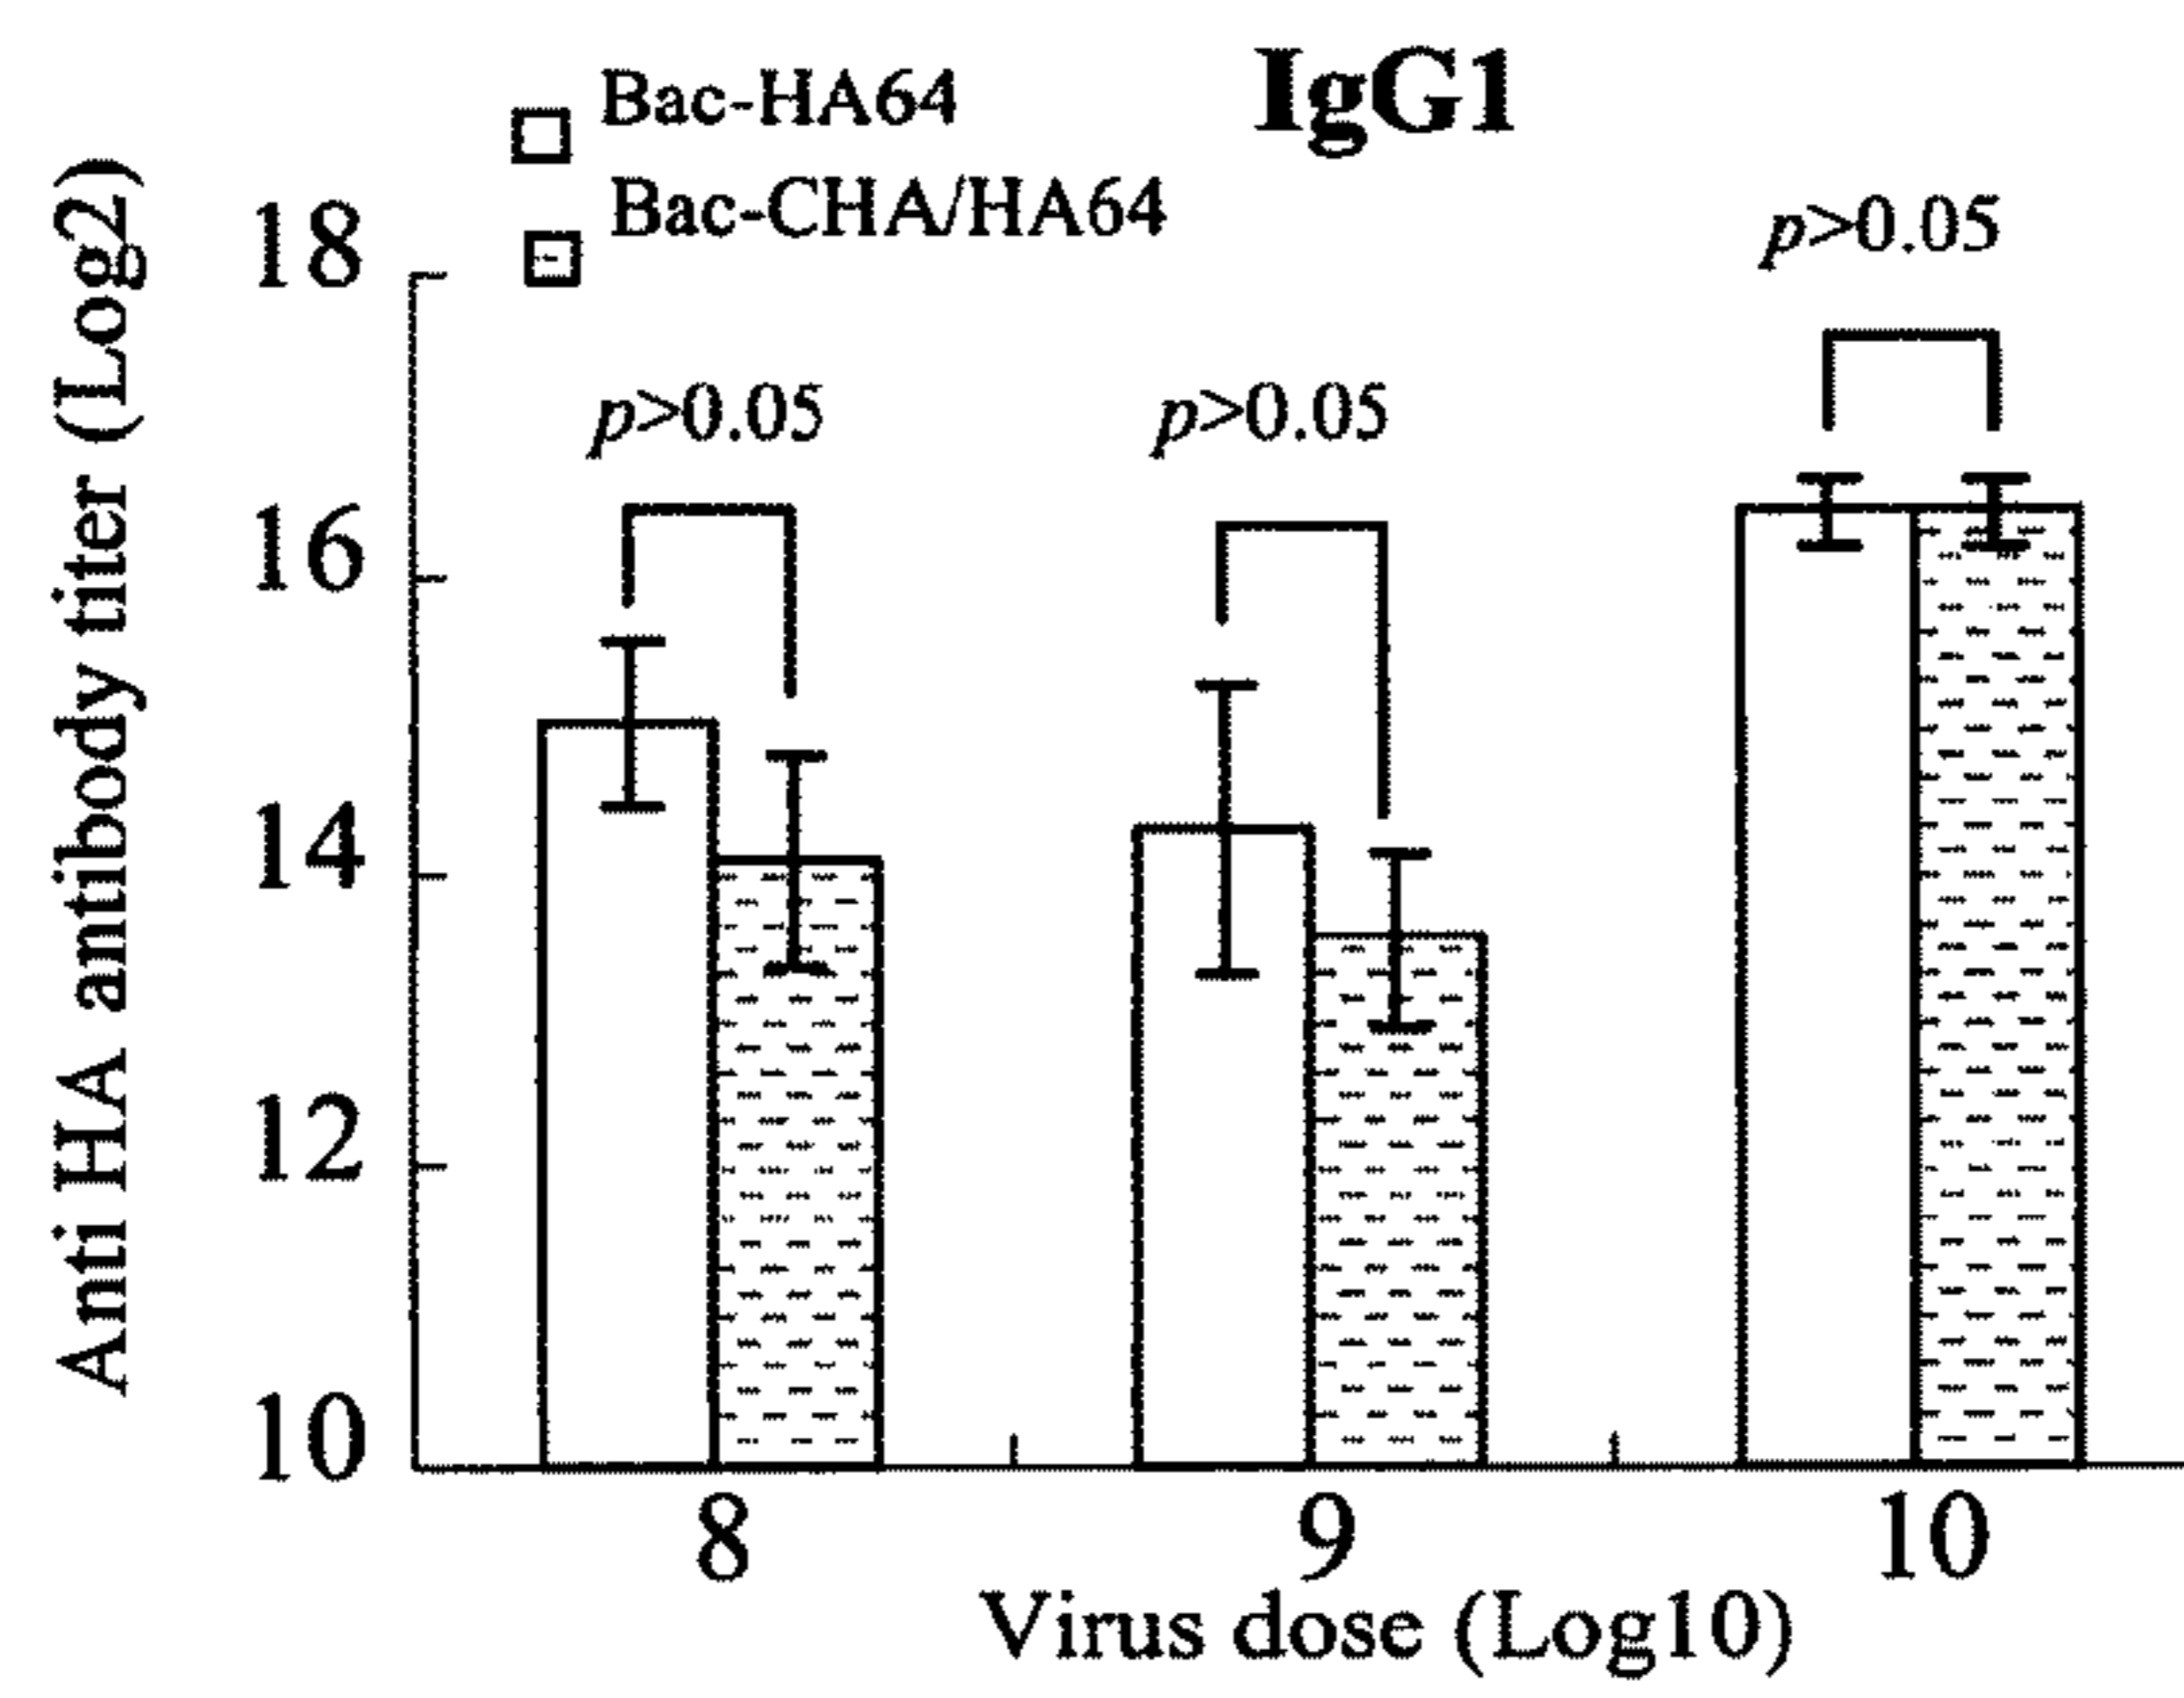 IgG1
Bac-HA64
Bac-CHA/HA64
Anti HA antibody titer (Log2)
18
16
14
12
10
p>0.05
p>0.05
p>0.05
8
9
10
Virus dose (Log10)